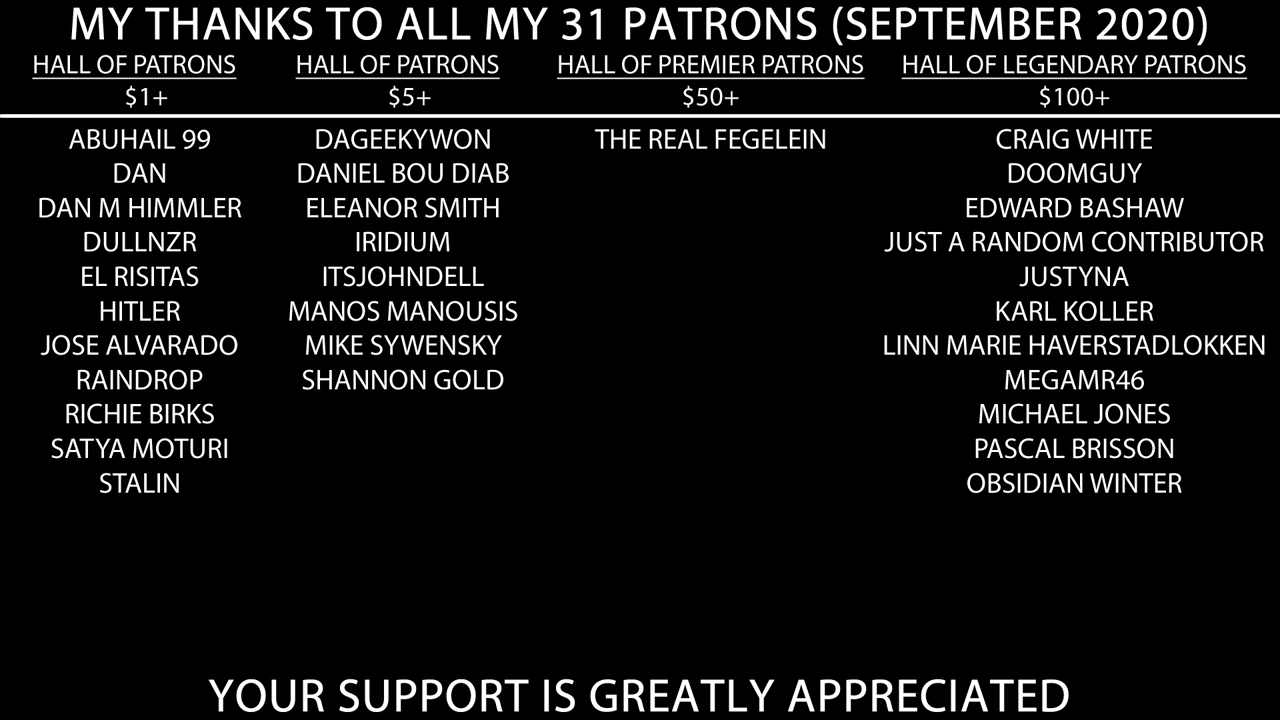 MY THANKS TO ALL MY 31 PATRONS (SEPTEMBER 2020)
HALL OF PATRONS
$1+
ABUHAIL 99
DAN
DAN M HIMMLER
DULLNZR
EL RISITAS
HITLER
JOSE ALVARADO
RAINDROP
RICHIE BIRKS
SATYA MOTURI
STALIN
HALL OF PATRONS
$5+
DAGEEKYWON
DANIEL BOU DIAB
ELEANOR SMITH
IRIDIUM
ITSJOHNDELL
MANOS MANOUSIS
MIKE SYWENSKY
SHANNON GOLD
HALL OF PREMIER PATRONS
$50+
THE REAL FEGELEIN
HALL OF LEGENDARY PATRONS
$100+
CRAIG WHITE
DOOMGUY
EDWARD BASHAW
JUST A RANDOM CONTRIBUTOR
JUSTYNA
KARL KOLLER
LINN MARIE HAVERSTADLOKKEN
MEGAMR46
MICHAEL JONES
PASCAL BRISSON
OBSIDIAN WINTER
YOUR SUPPORT IS GREATLY APPRECIATED